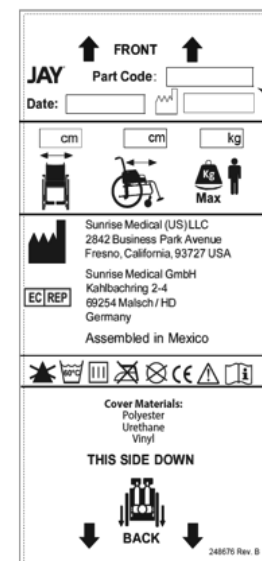 FRONT
JAY
Part Code:
Date:
cm
cm
kg
Kg
Max
Sunrise Medical (US)LLC
2842 Business Park Avenue
Fresno, California, 93727 USA
Sunrise Medical GmbH
Kahlbachring 2-4
EC REP
69254 Malsch / HD
Germany
Assembled in Mexico
60°C
CE
i
Cover Materials:
Polyester
Urethane
Vinyl
THIS SIDE DOWN
BACK
248676 Rev. B